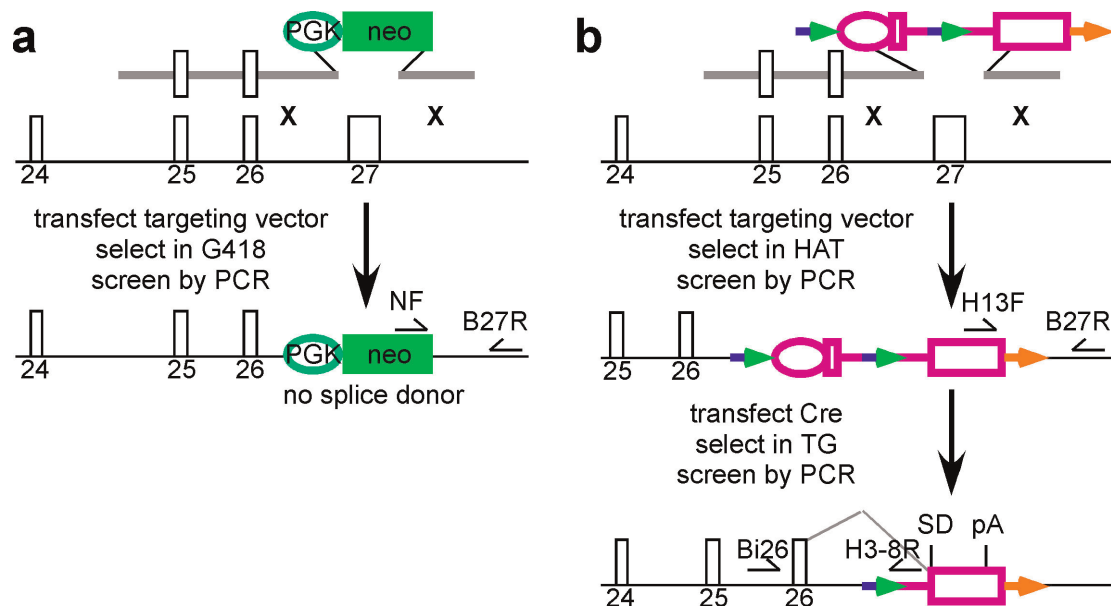 a
PGK neo
X X
24 25 26 27
transfect targeting vector
select in G418
screen by PCR
NF
B27R
PGK neo
24 25 26
no splice donor
b
X X
24 25 26 27
transfect targeting vector
select in HAT
screen by PCR
H13F
B27R
25 26
transfect Cre
select in TG
screen by PCR
SD pA
Bi26 H3-8R
24 25 26